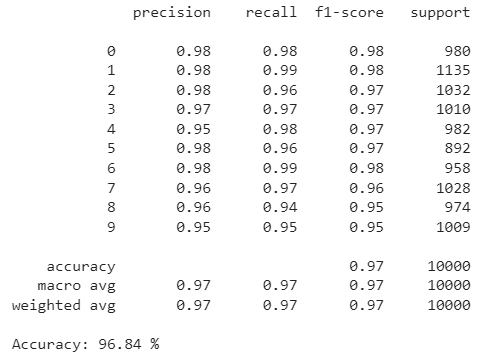 precision recall f1-score support
0 0.98 0.98 0.98 980
1 0.98 0.99 0.98 1135
2 0.98 0.96 0.97 1032
3 0.97 0.97 0.97 1010
4 0.95 0.98 0.97 982
5 0.98 0.96 0.97 892
6 0.98 0.99 0.98 958
7 0.96 0.97 0.96 1028
8 0.96 0.94 0.95 974
9 0.95 0.95 0.95 1009
accuracy 0.97 10000
macro avg 0.97 0.97 0.97 10000
weighted avg 0.97 0.97 0.97 10000
Accuracy: 96.84 %